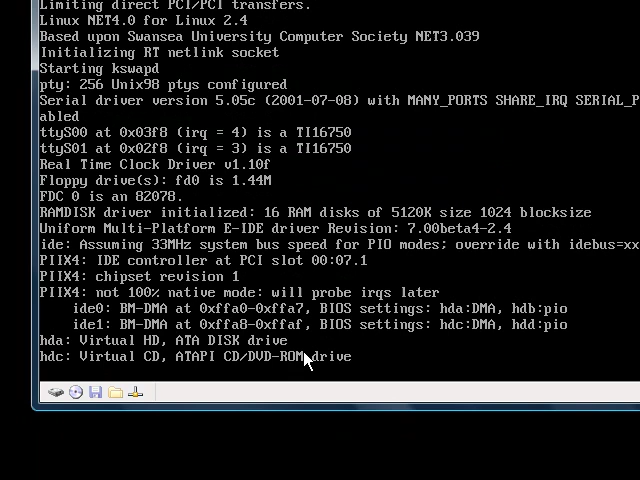 Limiting direct PCI/PCI transfers.
Linux NET4.0 for Linux 2.4
Based upon Swansea University Computer Society NET3.039
Initializing RT netlink socket
Starting kswapd
pty: 256 Unix98 ptys configured
Serial driver version 5.05c (2001-07-08) with MANY_PORTS SHARE_IRQ SERIAL_P
abled
ttyS00 at 0x03f8 (irq = 4) is a TI16750
ttyS01 at 0x02f8 (irq = 3) is a TI16750
Real Time Clock Driver v1.10f
Floppy drive(s): fd0 is 1.44M
FDC 0 is an 82078.
RAMDISK driver initialized: 16 RAM disks of 5120K size 1024 blocksize
Uniform Multi-Platform E-IDE driver Revision: 7.00beta4-2.4
ide: Assuming 33MHz system bus speed for PIO modes; override with idebus=xx
PIIX4: IDE controller at PCI slot 00:07.1
PIIX4: chipset revision 1
PIIX4: not 100% native mode: will probe irqs later
ide0: BM-DMA at 0xffa0-0xffa7, BIOS settings: hda:DMA, hdb:pio
ide1: BM-DMA at 0xffa8-0xffaf, BIOS settings: hdc:DMA, hdd:pio
hda: Virtual HD, ATA DISK drive
hdc: Virtual CD, ATAPI CD/DVD-ROM drive